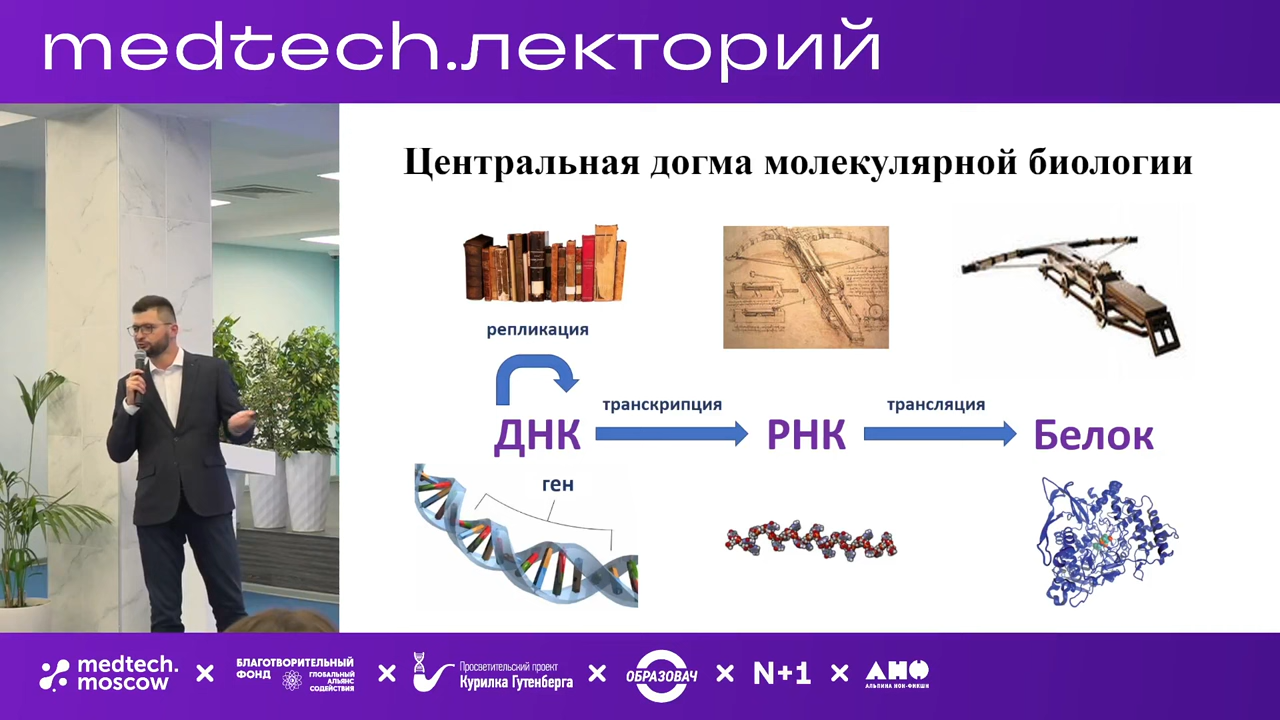 medtech.лекторий
Центральная догма молекулярной биологии
репликация
транскрипция
трансляция
ДНК
РНК
Белок
ген
medtech.
moscow
×
БЛАГОТВОРИТЕЛЬНЫЙ
ФОНД
ГЛОБАЛЬНЫЙ
АЛЬЯНС
СОДЕЙСТВИЯ
×
Просветительский проект
Курилка Гутенберга
×
ОБРАЗОВАЧ
×
N+1
×
АНФ
АЛЬПИНА НОН-ФИКШН